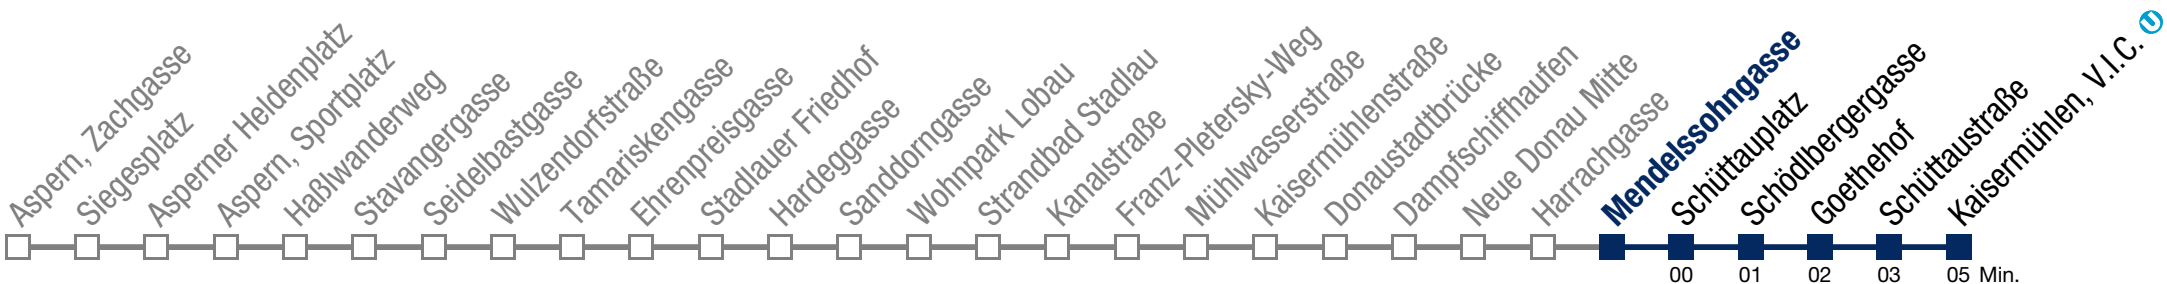 Aspern, Zachgasse
Siegesplatz
Asperner Heldenplatz
Aspern, Sportplatz
Haßlwanderweg
Stavangergasse
Seidelbastgasse
Wulzendorfstraße
Tamariskengasse
Ehrenpreisgasse
Stadlauer Friedhof
Hardeggasse
Sanddorngasse
Wohnpark Lobau
Strandbad Stadlau
Kanalstraße
Franz-Pletersky-Weg
Mühlwasserstraße
Kaisermühlenstraße
Donaustadtbrücke
Dampfschiffhaufen
Neue Donau Mitte
Harrachgasse
Mendelssohngasse
Schüttauplatz
Schödlbergergasse
Goethehof
Schüttaustraße
Kaisermühlen, V.I.C. U
00 01 02 03 05 Min.